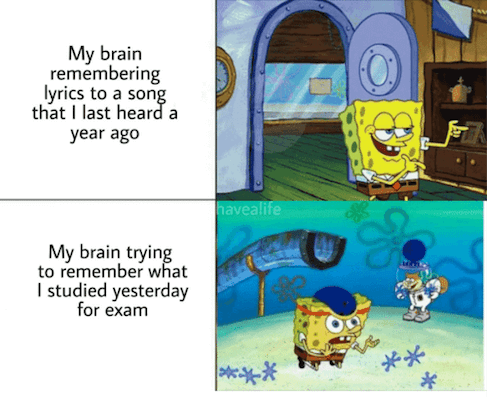 My brain
remembering
lyrics to a song
that I last heard a
year ago
havealife
My brain trying
to remember what
I studied yesterday
for exam